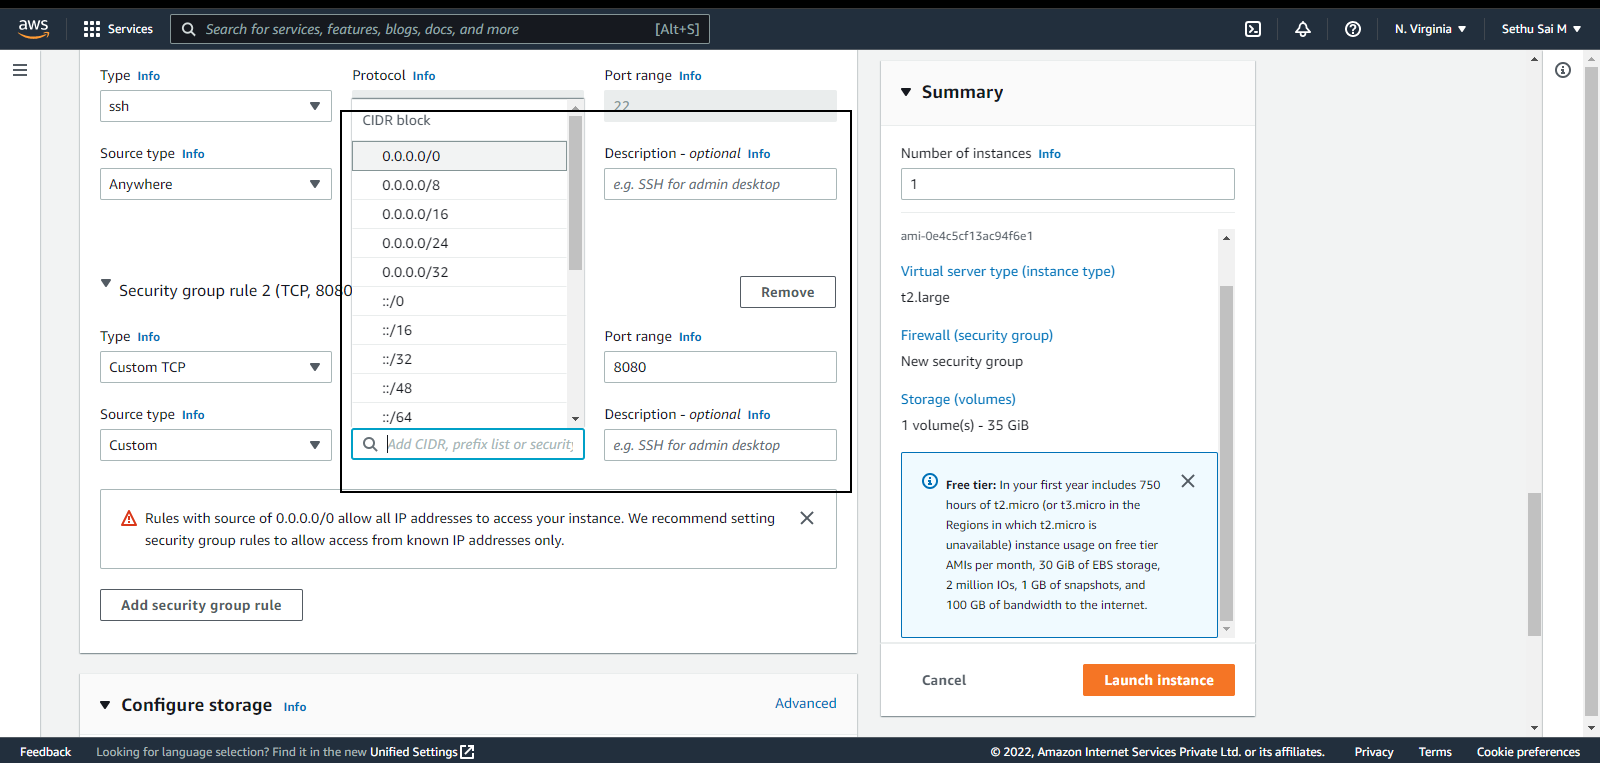 aws
Services
Search for services, features, blogs, docs, and more
[Alt+S]
N. Virginia
Sethu Sai M
Type Info
Protocol Info
Port range Info
ssh
22
CIDR block
0.0.0.0/0
0.0.0.0/8
0.0.0.0/16
0.0.0.0/24
0.0.0.0/32
::/0
::/16
::/32
::/48
::/64
Source type Info
Description - optional Info
Anywhere
e.g. SSH for admin desktop
Security group rule 2 (TCP, 8080
Remove
Type Info
Port range Info
Custom TCP
8080
Source type Info
Description - optional Info
Custom
Add CIDR, prefix list or security
e.g. SSH for admin desktop
Rules with source of 0.0.0.0/0 allow all IP addresses to access your instance. We recommend setting
security group rules to allow access from known IP addresses only.
Add security group rule
Configure storage Info
Advanced
Summary
Number of instances Info
1
ami-0e4c5cf13ac94f6e1
Virtual server type (instance type)
t2.large
Firewall (security group)
New security group
Storage (volumes)
1 volume(s) - 35 GiB
Free tier: In your first year includes 750
hours of t2.micro (or t3.micro in the
Regions in which t2.micro is
unavailable) instance usage on free tier
AMIs per month, 30 GiB of EBS storage,
2 million IOs, 1 GB of snapshots, and
100 GB of bandwidth to the internet.
Cancel
Launch instance
Feedback
Looking for language selection? Find it in the new Unified Settings
© 2022, Amazon Internet Services Private Ltd. or its affiliates.
Privacy
Terms
Cookie preferences